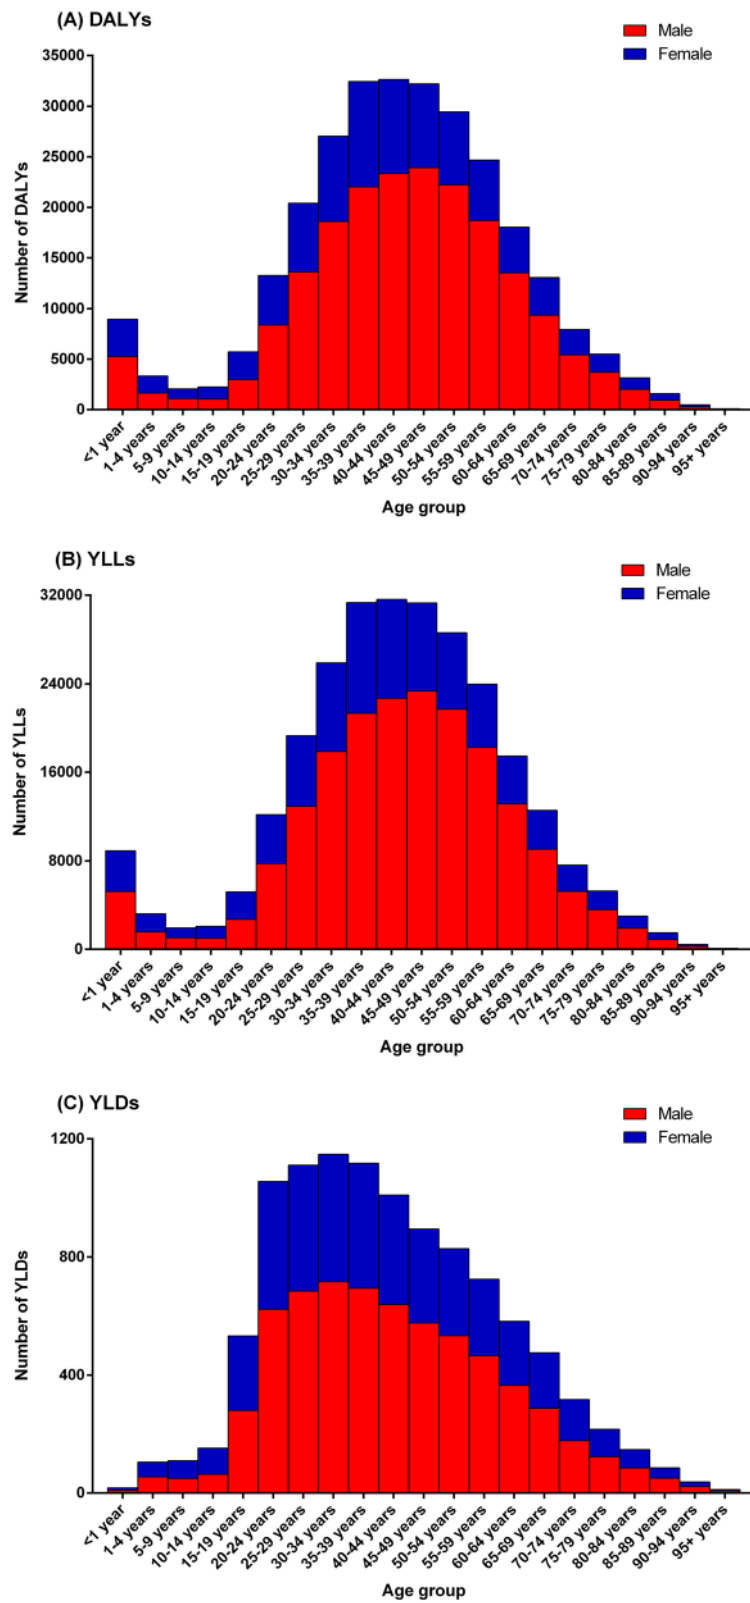 (A) DALYs
Male
Female
35000
30000
25000
20000
15000
10000
5000
0
Number of DALYs
<1 year
1-4 years
5-9 years
10-14 years
15-19 years
20-24 years
25-29 years
30-34 years
35-39 years
40-44 years
45-49 years
50-54 years
55-59 years
60-64 years
65-69 years
70-74 years
75-79 years
80-84 years
85-89 years
90-94 years
95+ years
Age group
(B) YLLs
Male
Female
32000
24000
16000
8000
0
Number of YLLs
<1 year
1-4 years
5-9 years
10-14 years
15-19 years
20-24 years
25-29 years
30-34 years
35-39 years
40-44 years
45-49 years
50-54 years
55-59 years
60-64 years
65-69 years
70-74 years
75-79 years
80-84 years
85-89 years
90-94 years
95+ years
Age group
(C) YLDs
Male
Female
1200
800
400
0
Number of YLDs
<1 year
1-4 years
5-9 years
10-14 years
15-19 years
20-24 years
25-29 years
30-34 years
35-39 years
40-44 years
45-49 years
50-54 years
55-59 years
60-64 years
65-69 years
70-74 years
75-79 years
80-84 years
85-89 years
90-94 years
95+ years
Age group